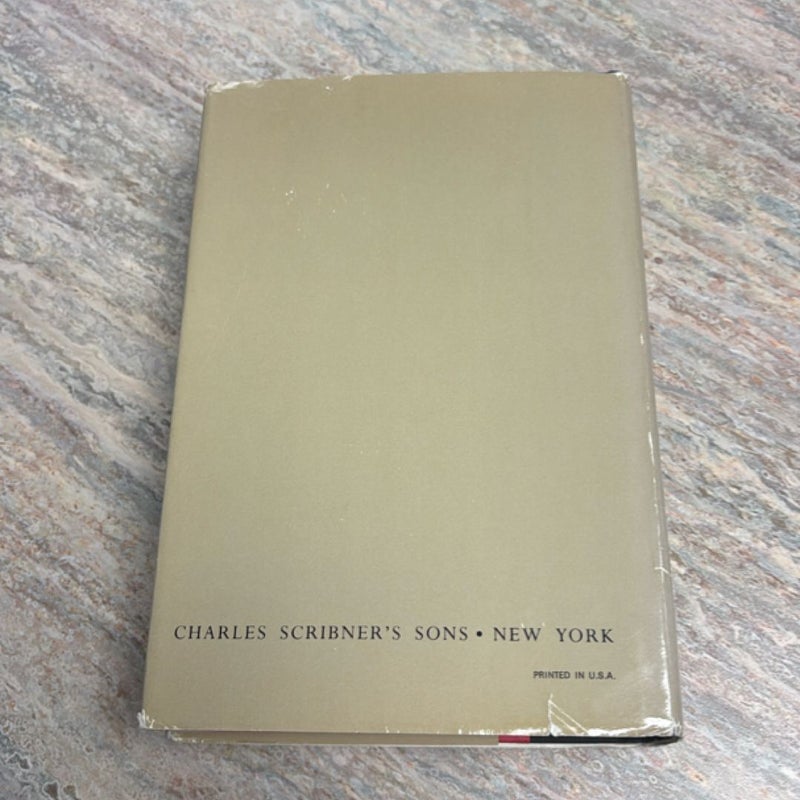 CHARLES SCRIBNER'S SONS • NEW YORK
PRINTED IN U.S.A.